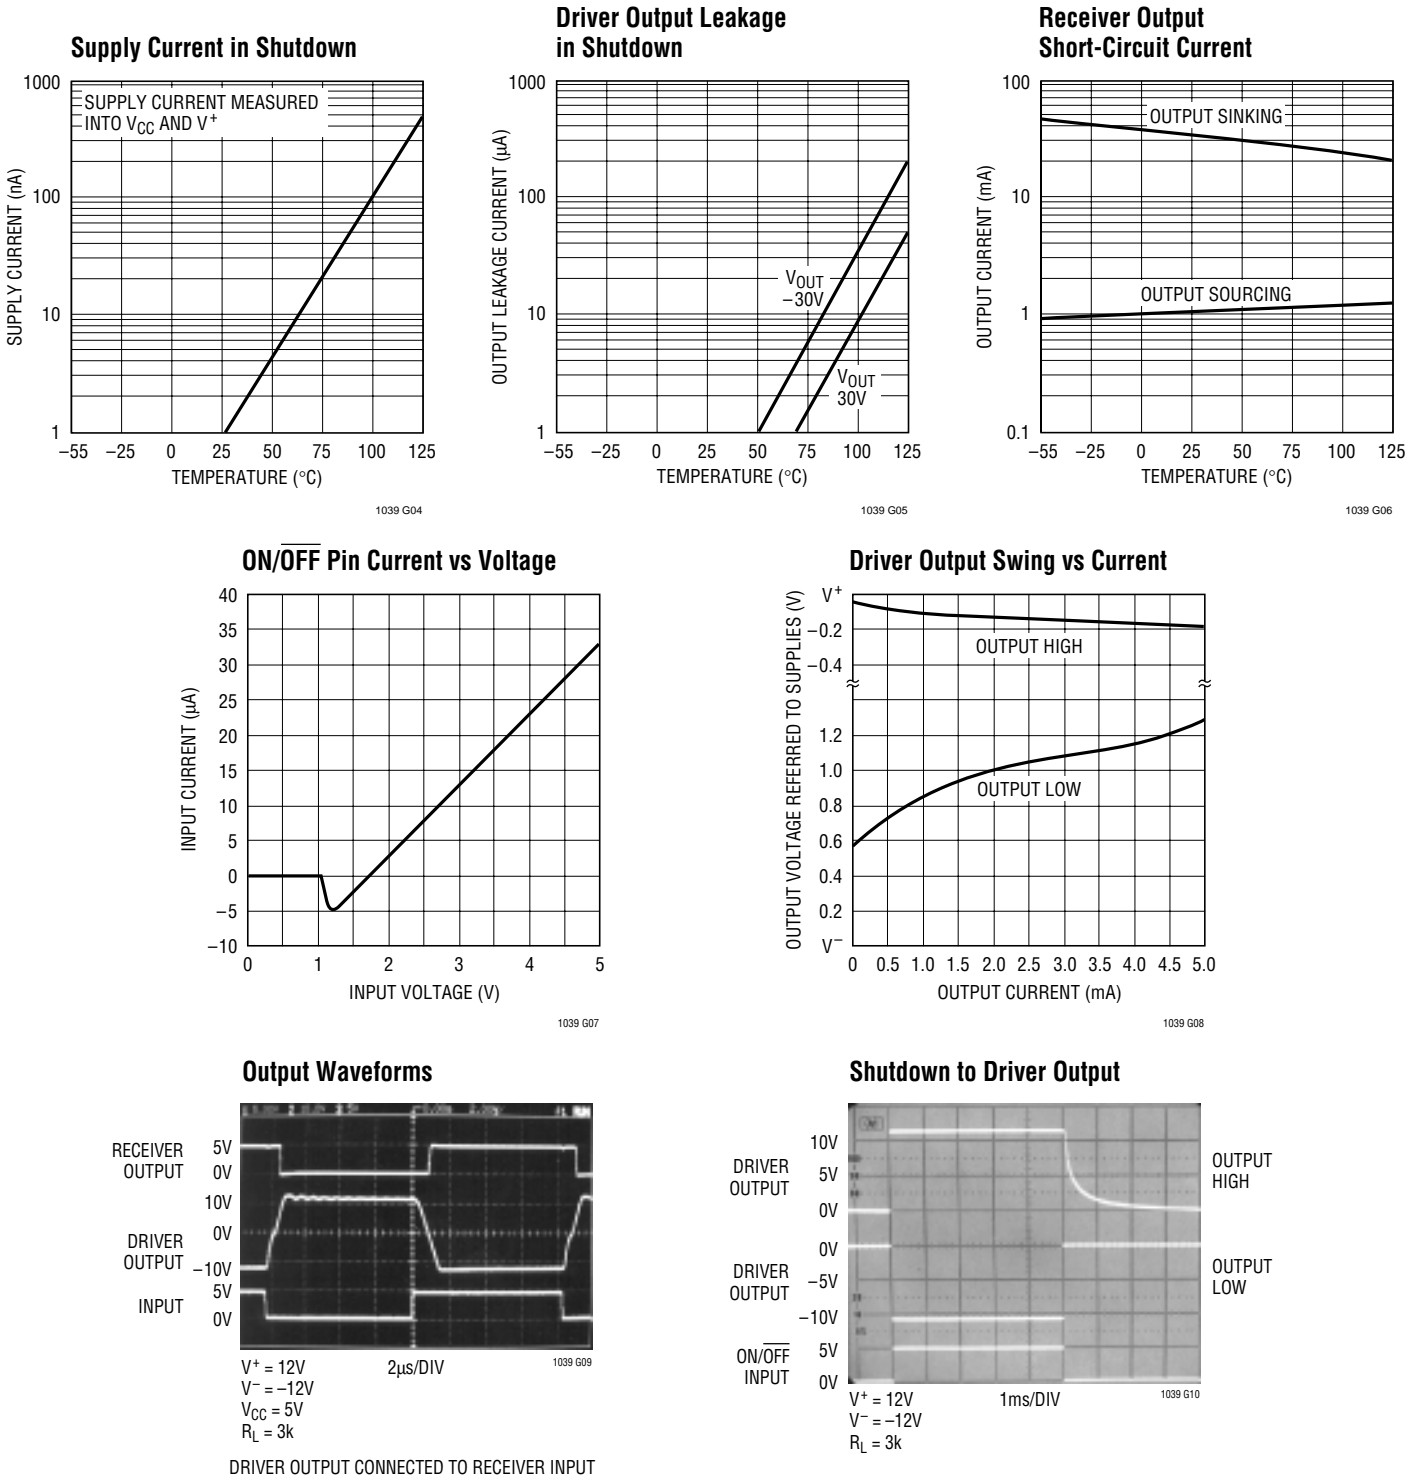 Supply Current in Shutdown
1000
100
10
1
SUPPLY CURRENT (nA)
SUPPLY CURRENT MEASURED
INTO VCC AND V+
–55 –25 0 25 50 75 100 125
TEMPERATURE (°C)
1039 G04
Driver Output Leakage
in Shutdown
1000
100
10
1
OUTPUT LEAKAGE CURRENT (µA)
VOUT
–30V
VOUT
30V
–55 –25 0 25 50 75 100 125
TEMPERATURE (°C)
1039 G05
Receiver Output
Short-Circuit Current
100
10
1
0.1
OUTPUT CURRENT (mA)
OUTPUT SINKING
OUTPUT SOURCING
–55 –25 0 25 50 75 100 125
TEMPERATURE (°C)
1039 G06
ON/O̅F̅F̅ Pin Current vs Voltage
40
35
30
25
20
15
10
5
0
–5
–10
INPUT CURRENT (µA)
0 1 2 3 4 5
INPUT VOLTAGE (V)
1039 G07
Driver Output Swing vs Current
V+
–0.2
–0.4
1.2
1.0
0.8
0.6
0.4
0.2
V–
OUTPUT VOLTAGE REFERRED TO SUPPLIES (V)
OUTPUT HIGH
OUTPUT LOW
0 0.5 1.0 1.5 2.0 2.5 3.0 3.5 4.0 4.5 5.0
OUTPUT CURRENT (mA)
1039 G08
Output Waveforms
RECEIVER
OUTPUT
5V
0V
DRIVER
OUTPUT
10V
0V
–10V
INPUT
5V
0V
V+ = 12V
V– = –12V
VCC = 5V
RL = 3k
2µs/DIV
1039 G09
DRIVER OUTPUT CONNECTED TO RECEIVER INPUT
Shutdown to Driver Output
DRIVER
OUTPUT
10V
5V
0V
OUTPUT
HIGH
DRIVER
OUTPUT
0V
–5V
–10V
OUTPUT
LOW
ON/O̅F̅F̅
INPUT
5V
0V
V+ = 12V
V– = –12V
RL = 3k
1ms/DIV
1039 G10